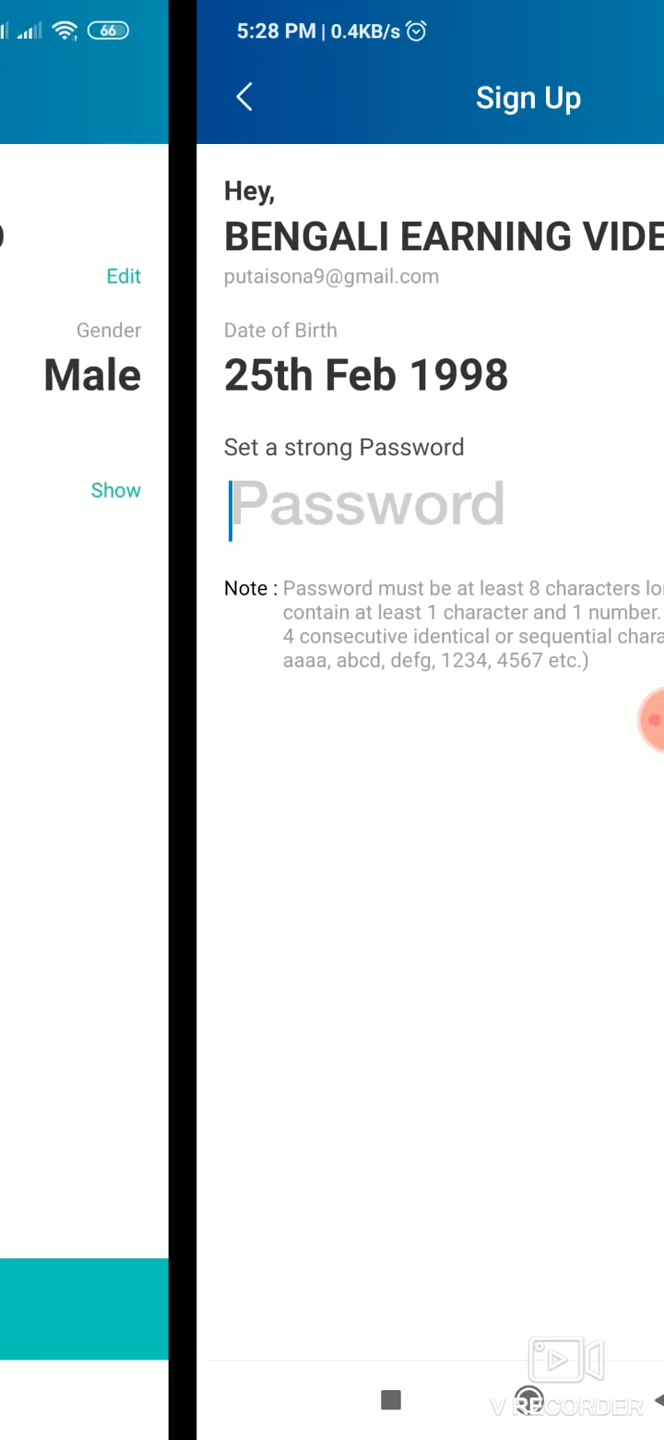 66
Edit
Gender
Male
Show
5:28 PM | 0.4KB/s
Sign Up
Hey,
BENGALI EARNING VIDE
putaisona9@gmail.com
Date of Birth
25th Feb 1998
Set a strong Password
Password
Note : Password must be at least 8 characters lo
contain at least 1 character and 1 number.
4 consecutive identical or sequential chara
aaaa, abcd, defg, 1234, 4567 etc.)
V RECORDER